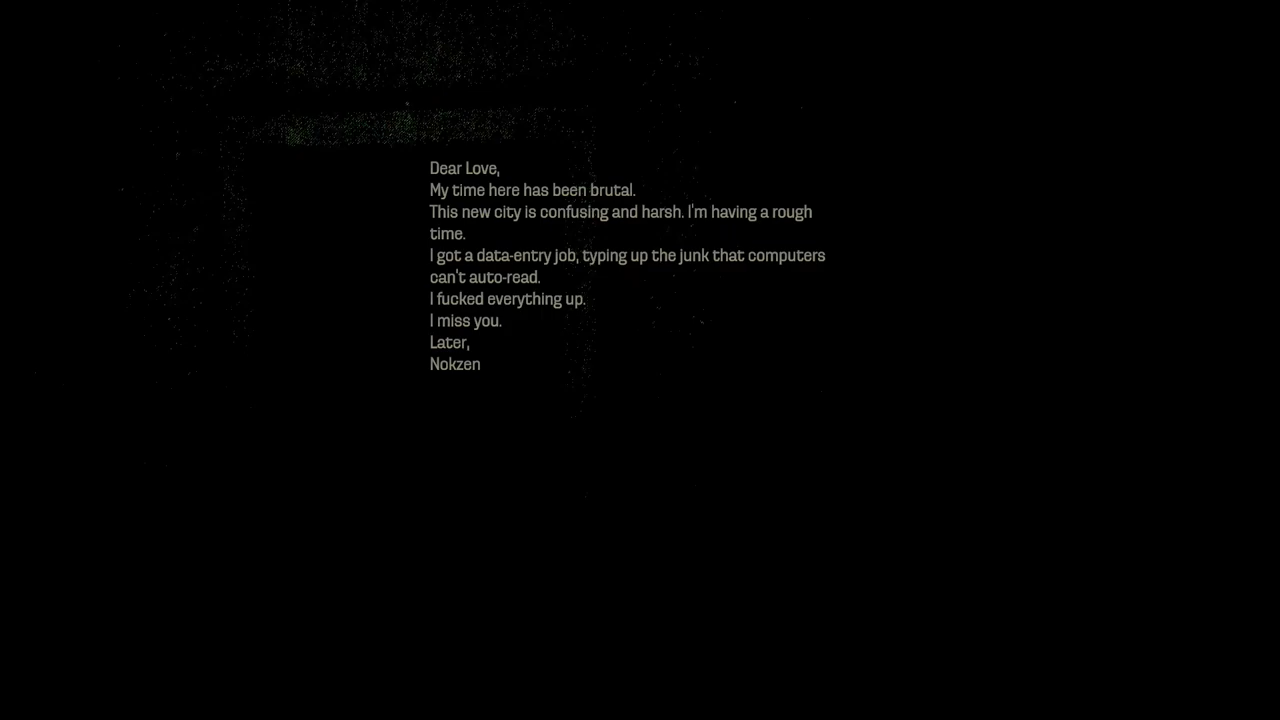 Dear Love,
My time here has been brutal.
This new city is confusing and harsh. I'm having a rough
time.
I got a data-entry job, typing up the junk that computers
can't auto-read.
I fucked everything up.
I miss you.
Later,
Nokzen